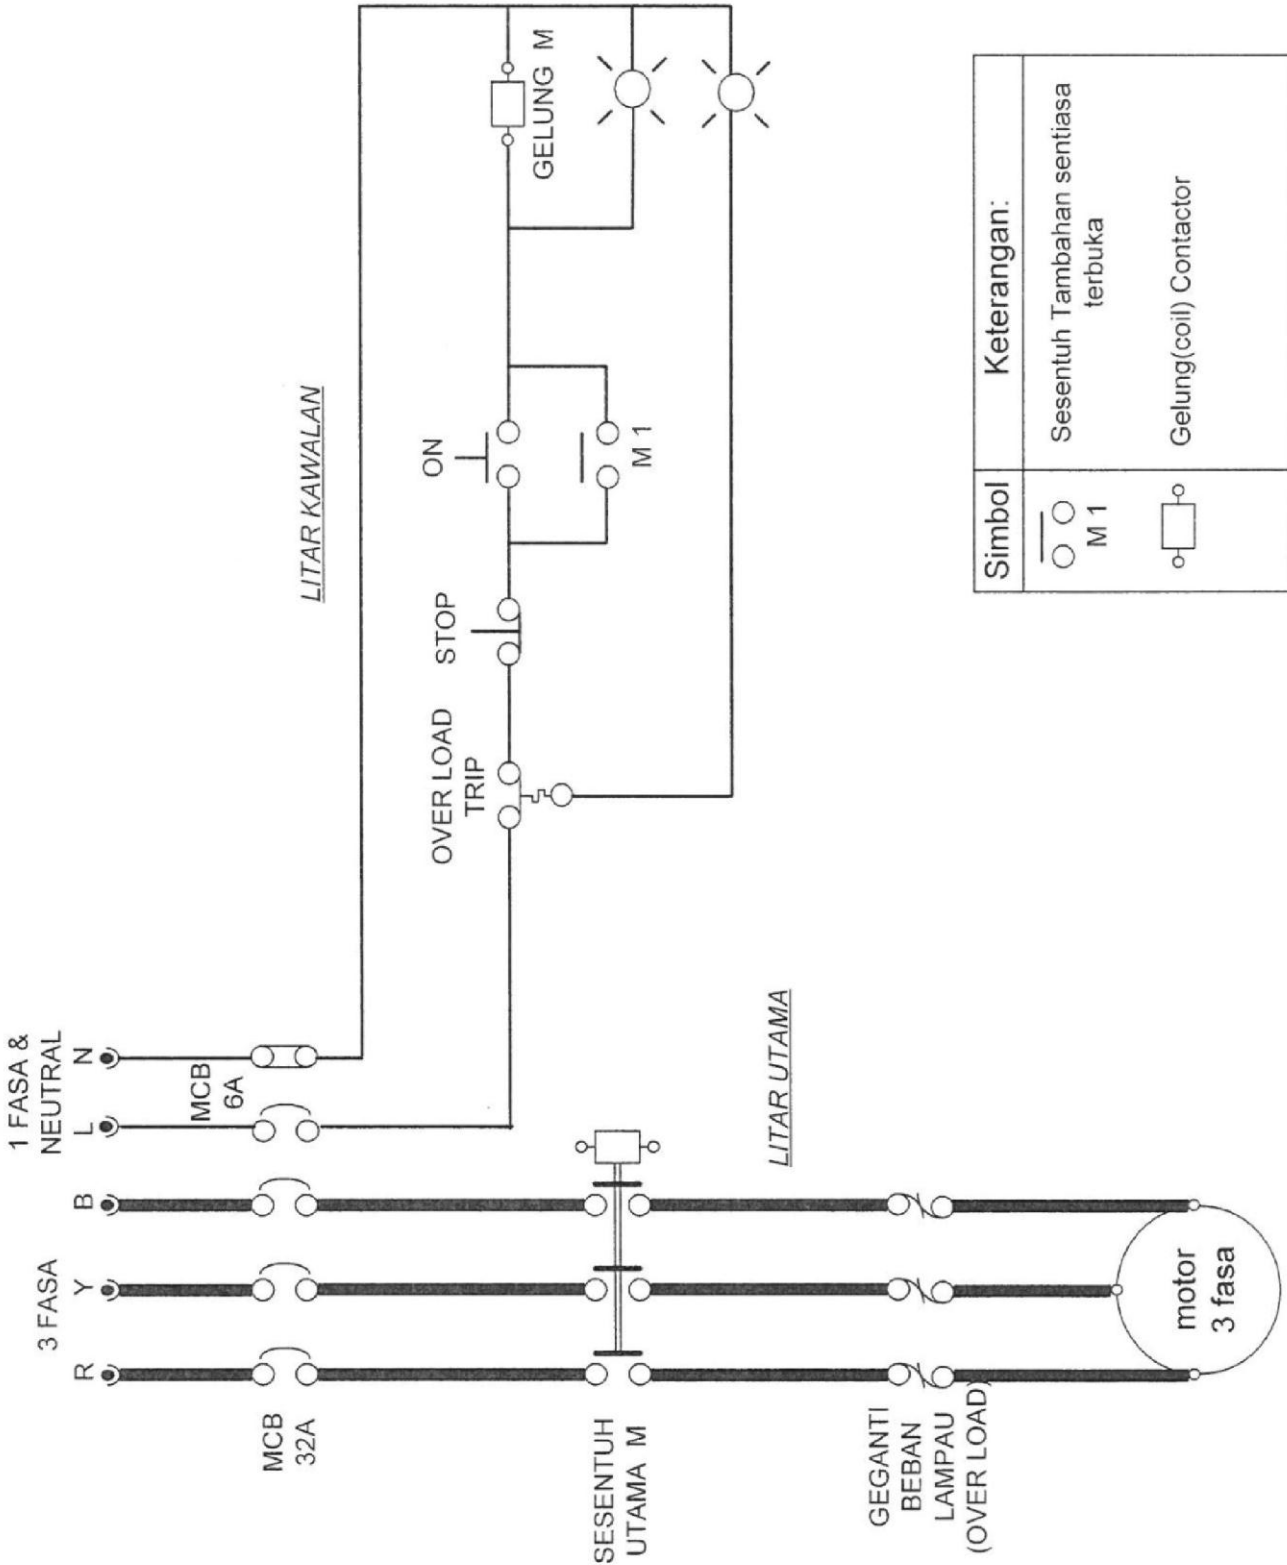 3 FASA
R
Y
B
1 FASA &
NEUTRAL
L
N
MCB
32A
MCB
6A
LITAR KAWALAN
OVER LOAD
TRIP
STOP
ON
M 1
GELUNG M
SESENTUH
UTAMA M
LITAR UTAMA
GEGANTI
BEBAN
LAMPAU
(OVER LOAD)
motor
3 fasa
Simbol
Keterangan:
M 1
Sesentuh Tambahan sentiasa
terbuka
Gelung(coil) Contactor